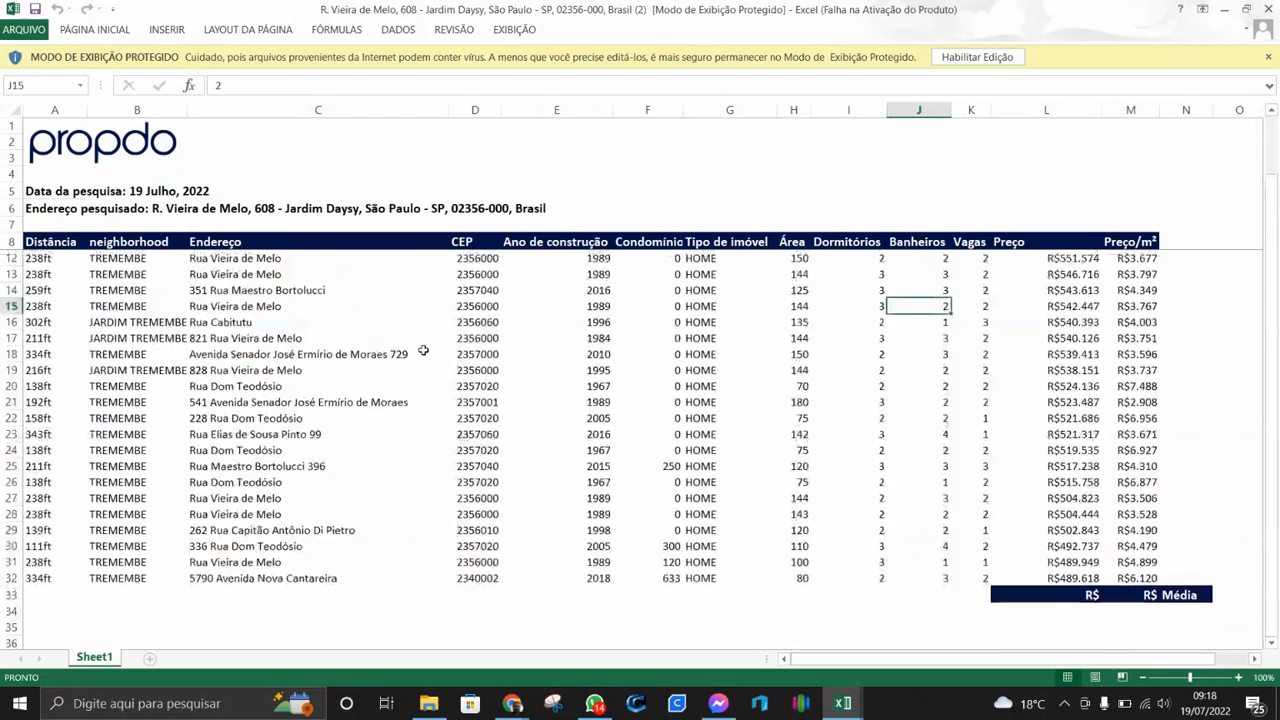 R. Vieira de Melo, 608 - Jardim Daysy, São Paulo - SP, 02356-000, Brasil (2) [Modo de Exibição Protegido] - Excel (Falha na Ativação do Produto)
ARQUIVO PÁGINA INICIAL INSERIR LAYOUT DA PÁGINA FÓRMULAS DADOS REVISÃO EXIBIÇÃO
MODO DE EXIBIÇÃO PROTEGIDO Cuidado, pois arquivos provenientes da Internet podem conter vírus. A menos que você precise editá-los, é mais seguro permanecer no Modo de Exibição Protegido. Habilitar Edição
J15 fx 2
A B C D E F G H I J K L M N O
1
2 propdo
3
4
5 Data da pesquisa: 19 Julho, 2022
6 Endereço pesquisado: R. Vieira de Melo, 608 - Jardim Daysy, São Paulo - SP, 02356-000, Brasil
7
8 Distância neighborhood Endereço CEP Ano de construção Condomínio Tipo de imóvel Área Dormitórios Banheiros Vagas Preço Preço/m²
12 238ft TREMEMBE Rua Vieira de Melo 2356000 1989 0 HOME 150 2 2 2 R$551.574 R$3.677
13 238ft TREMEMBE Rua Vieira de Melo 2356000 1989 0 HOME 144 3 3 2 R$546.716 R$3.797
14 259ft TREMEMBE 351 Rua Maestro Bortolucci 2357040 2016 0 HOME 125 3 3 2 R$543.613 R$4.349
15 238ft TREMEMBE Rua Vieira de Melo 2356000 1989 0 HOME 144 3 2 2 R$542.447 R$3.767
16 302ft JARDIM TREMEMBE Rua Cabitutu 2356060 1996 0 HOME 135 2 1 3 R$540.393 R$4.003
17 211ft JARDIM TREMEMBE 821 Rua Vieira de Melo 2356000 1984 0 HOME 144 3 3 2 R$540.126 R$3.751
18 334ft TREMEMBE Avenida Senador José Ermírio de Moraes 729 2357000 2010 0 HOME 150 2 3 2 R$539.413 R$3.596
19 216ft JARDIM TREMEMBE 828 Rua Vieira de Melo 2356000 1995 0 HOME 144 2 2 2 R$538.151 R$3.737
20 138ft TREMEMBE Rua Dom Teodósio 2357020 1967 0 HOME 70 2 2 2 R$524.136 R$7.488
21 192ft TREMEMBE 541 Avenida Senador José Ermírio de Moraes 2357001 1989 0 HOME 180 3 2 2 R$523.487 R$2.908
22 158ft TREMEMBE 228 Rua Dom Teodósio 2357020 2005 0 HOME 75 2 2 1 R$521.686 R$6.956
23 343ft TREMEMBE Rua Elias de Sousa Pinto 99 2357060 2016 0 HOME 142 3 4 1 R$521.317 R$3.671
24 138ft TREMEMBE Rua Dom Teodósio 2357020 1967 0 HOME 75 2 2 2 R$519.535 R$6.927
25 211ft TREMEMBE Rua Maestro Bortolucci 396 2357040 2015 250 HOME 120 3 3 3 R$517.238 R$4.310
26 138ft TREMEMBE Rua Dom Teodósio 2357020 1967 0 HOME 75 2 1 2 R$515.758 R$6.877
27 238ft TREMEMBE Rua Vieira de Melo 2356000 1989 0 HOME 144 2 3 2 R$504.823 R$3.506
28 238ft TREMEMBE Rua Vieira de Melo 2356000 1989 0 HOME 143 2 2 2 R$504.444 R$3.528
29 139ft TREMEMBE 262 Rua Capitão Antônio Di Pietro 2356010 1998 0 HOME 120 2 2 1 R$502.843 R$4.190
30 111ft TREMEMBE 336 Rua Dom Teodósio 2357020 2005 300 HOME 110 3 4 2 R$492.737 R$4.479
31 238ft TREMEMBE Rua Vieira de Melo 2356000 1989 120 HOME 100 3 1 1 R$489.949 R$4.899
32 334ft TREMEMBE 5790 Avenida Nova Cantareira 2340002 2018 633 HOME 80 2 3 2 R$489.618 R$6.120
33 R$ R$ Média
34
35
36
Sheet1
PRONTO 100%
Digite aqui para pesquisar 14 18°C 09:18
19/07/2022 25